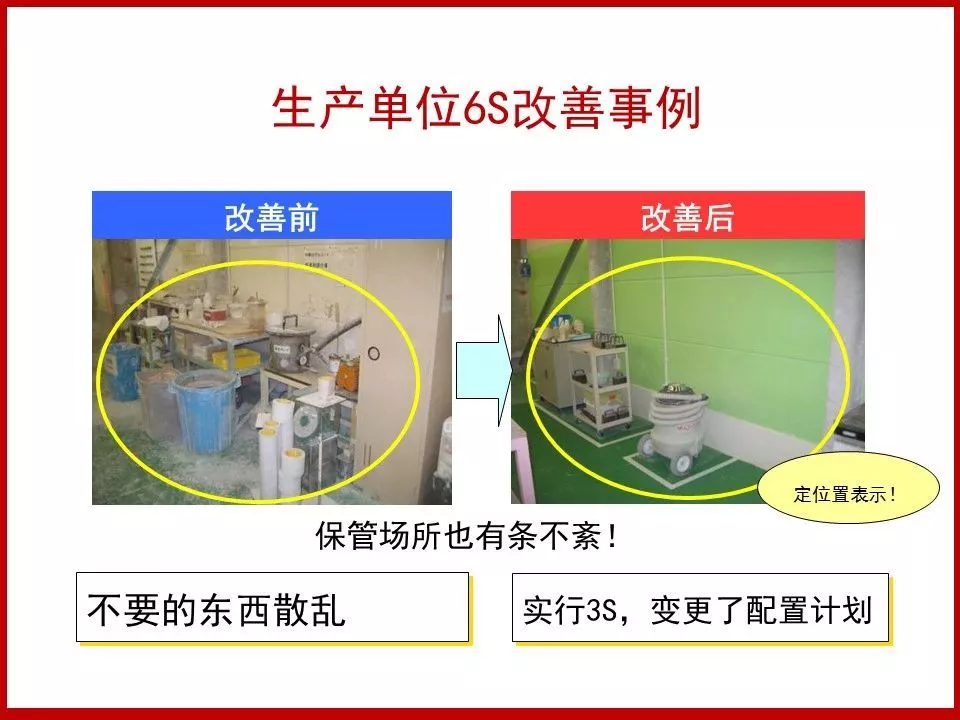 生产单位6S改善事例
改善前
改善后
定位置表示！
保管场所也有条不紊！
不要的东西散乱
实行3S，变更了配置计划